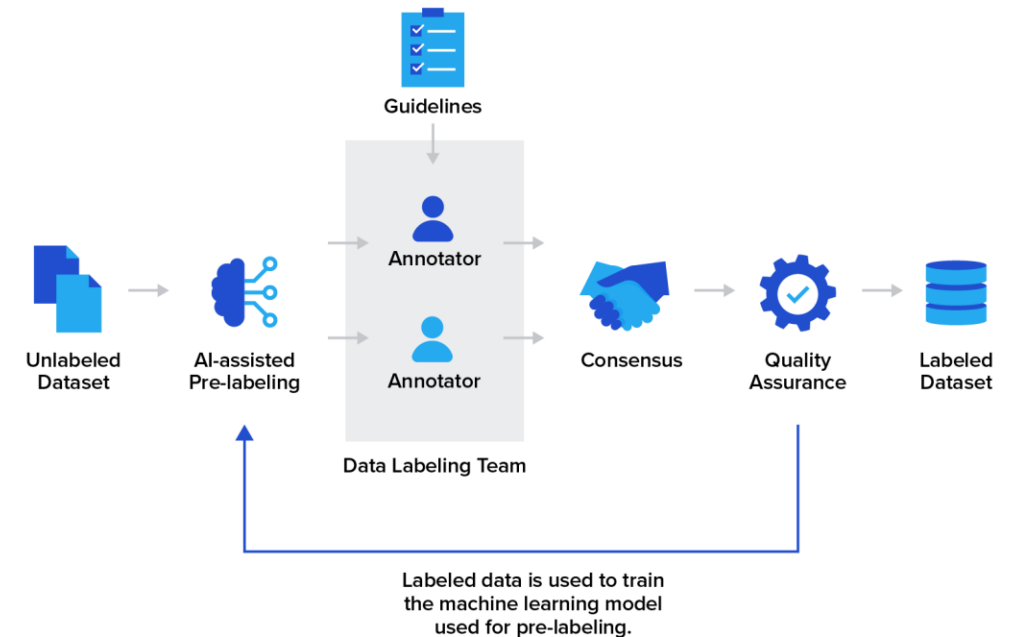 Guidelines
Annotator
Annotator
Data Labeling Team
Unlabeled
Dataset
AI-assisted
Pre-labeling
Consensus
Quality
Assurance
Labeled
Dataset
Labeled data is used to train
the machine learning model
used for pre-labeling.